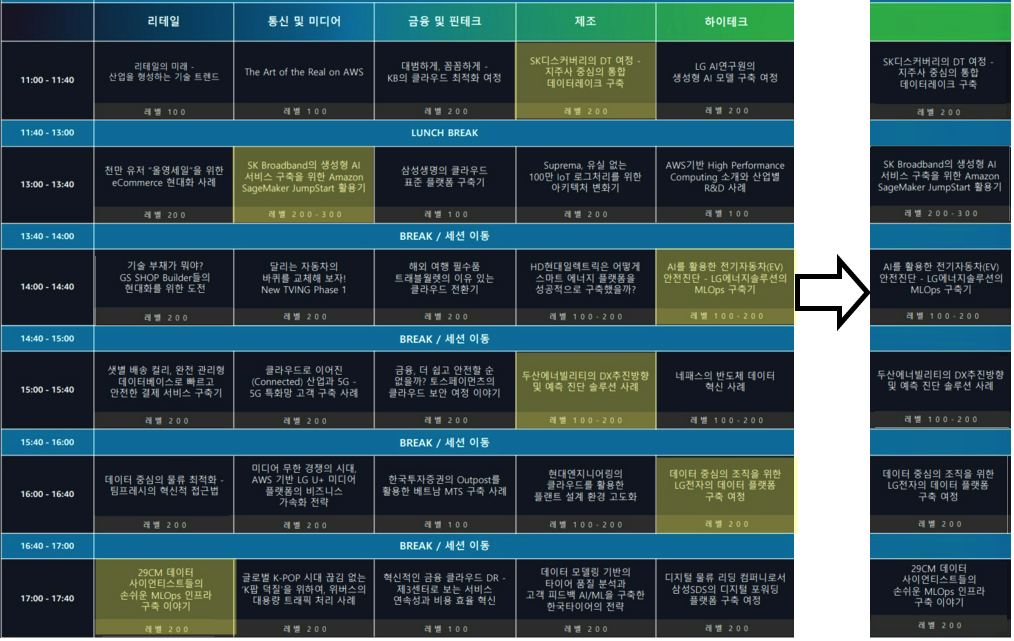 리테일
통신 및 미디어
금융 및 핀테크
제조
하이테크
11:00 - 11:40
리테일의 미래 -
산업을 형성하는 기술 트렌드
레벨 100
The Art of the Real on AWS
레벨 100
대범하게, 꼼꼼하게 -
KB의 클라우드 최적화 여정
레벨 200
SK디스커버리의 DT 여정 -
지주사 중심의 통합
데이터레이크 구축
레벨 200
LG AI연구원의
생성형 AI 모델 구축 여정
레벨 200
SK디스커버리의 DT 여정 -
지주사 중심의 통합
데이터레이크 구축
레벨 200
11:40 - 13:00
LUNCH BREAK
13:00 - 13:40
천만 유저 "올영세일"을 위한
eCommerce 현대화 사례
레벨 200
SK Broadband의 생성형 AI
서비스 구축을 위한 Amazon
SageMaker JumpStart 활용기
레벨 200-300
삼성생명의 클라우드
표준 플랫폼 구축기
레벨 100
Suprema, 유실 없는
100만 IoT 로그처리를 위한
아키텍처 변화기
레벨 200
AWS기반 High Performance
Computing 소개와 산업별
R&D 사례
레벨 100
SK Broadband의 생성형 AI
서비스 구축을 위한 Amazon
SageMaker JumpStart 활용기
레벨 200-300
13:40 - 14:00
BREAK / 세션 이동
14:00 - 14:40
기술 부채가 뭐야?
GS SHOP Builder들의
현대화를 위한 도전
레벨 200
달리는 자동차의
바퀴를 교체해 보자!
New TVING Phase 1
레벨 200
해외 여행 필수품
트래블월렛의 이유 있는
클라우드 전환기
레벨 200
HD현대일렉트릭은 어떻게
스마트 에너지 플랫폼을
성공적으로 구축했을까?
레벨 100-200
AI를 활용한 전기자동차(EV)
안전진단 - LG에너지솔루션의
MLOps 구축기
레벨 100-200
AI를 활용한 전기자동차(EV)
안전진단 - LG에너지솔루션의
MLOps 구축기
레벨 100-200
14:40 - 15:00
BREAK / 세션 이동
15:00 - 15:40
샛별 배송 컬리, 완전 관리형
데이터베이스로 빠르고
안전한 결제 서비스 구축기
레벨 200
클라우드로 이어진
(Connected) 산업과 5G -
5G 특화망 고객 구축 사례
레벨 200
금융, 더 쉽고 안전할 순
없을까? 토스페이먼츠의
클라우드 보안 여정 이야기
레벨 200
두산에너빌리티의 DX추진방향
및 예측 진단 솔루션 사례
레벨 100-200
네패스의 반도체 데이터
혁신 사례
레벨 100-200
두산에너빌리티의 DX추진방향
및 예측 진단 솔루션 사례
레벨 100-200
15:40 - 16:00
BREAK / 세션 이동
16:00 - 16:40
데이터 중심의 물류 최적화 -
팀프레시의 혁신적 접근법
레벨 200
미디어 무한 경쟁의 시대,
AWS 기반 LG U+ 미디어
플랫폼의 비즈니스
가속화 전략
레벨 200
한국투자증권의 Outpost를
활용한 베트남 MTS 구축 사례
레벨 100
현대엔지니어링의
클라우드를 활용한
플랜트 설계 환경 고도화
레벨 100-200
데이터 중심의 조직을 위한
LG전자의 데이터 플랫폼
구축 여정
레벨 200
데이터 중심의 조직을 위한
LG전자의 데이터 플랫폼
구축 여정
레벨 200
16:40 - 17:00
BREAK / 세션 이동
17:00 - 17:40
29CM 데이터
사이언티스트들의
손쉬운 MLOps 인프라
구축 이야기
레벨 200
글로벌 K-POP 시대 끊김 없는
'K팝 덕질'을 위하여, 위버스의
대용량 트래픽 처리 사례
레벨 200
혁신적인 금융 클라우드 DR -
제3센터로 보는 서비스
연속성과 비용 효율 혁신
레벨 200
데이터 모델링 기반의
타이어 품질 분석과
고객 피드백 AI/ML을 구축한
한국타이어의 전략
레벨 200
디지털 물류 리딩 컴퍼니로서
삼성SDS의 디지털 포워딩
플랫폼 구축 여정
레벨 200
29CM 데이터
사이언티스트들의
손쉬운 MLOps 인프라
구축 이야기
레벨 200